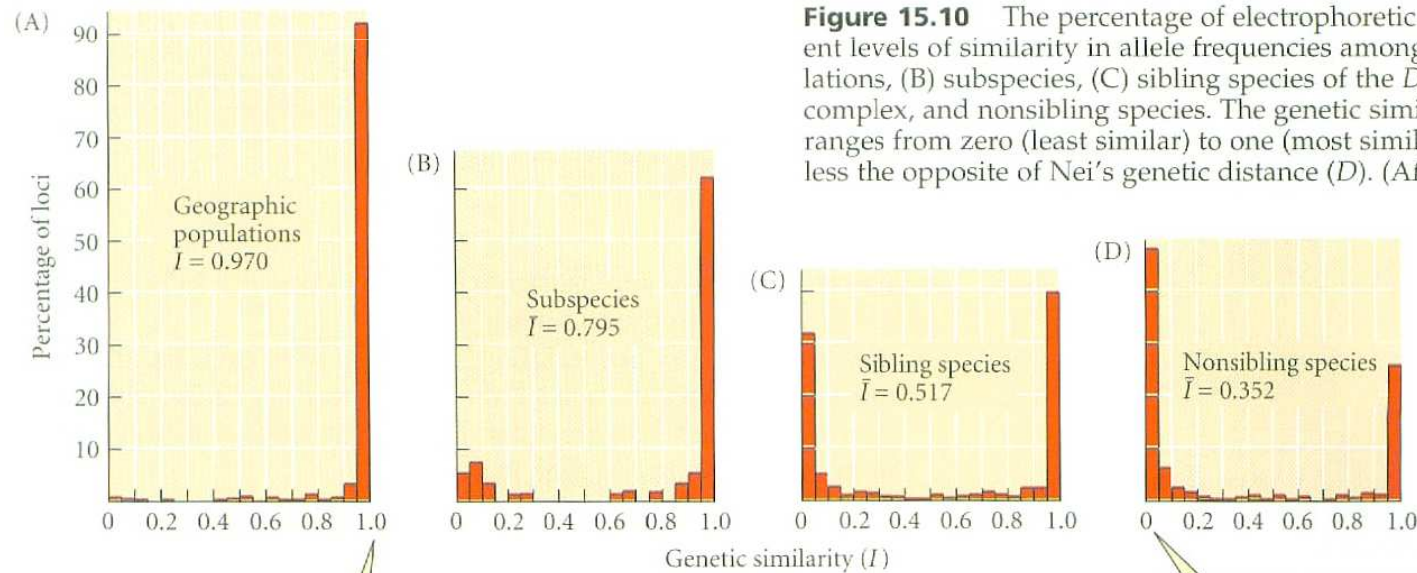 (A)
90
80
70
60
50
40
30
20
10
Percentage of loci
Geographic
populations
I = 0.970
0 0.2 0.4 0.6 0.8 1.0
(B)
Subspecies
Ī = 0.795
0 0.2 0.4 0.6 0.8 1.0
Figure 15.10 The percentage of electrophoretic
ent levels of similarity in allele frequencies among
lations, (B) subspecies, (C) sibling species of the D
complex, and nonsibling species. The genetic simi
ranges from zero (least similar) to one (most simil
less the opposite of Nei's genetic distance (D). (Af
(C)
Sibling species
Ī = 0.517
0 0.2 0.4 0.6 0.8 1.0
(D)
Nonsibling species
Ī = 0.352
0 0.2 0.4 0.6 0.8 1.0
Genetic similarity (I)